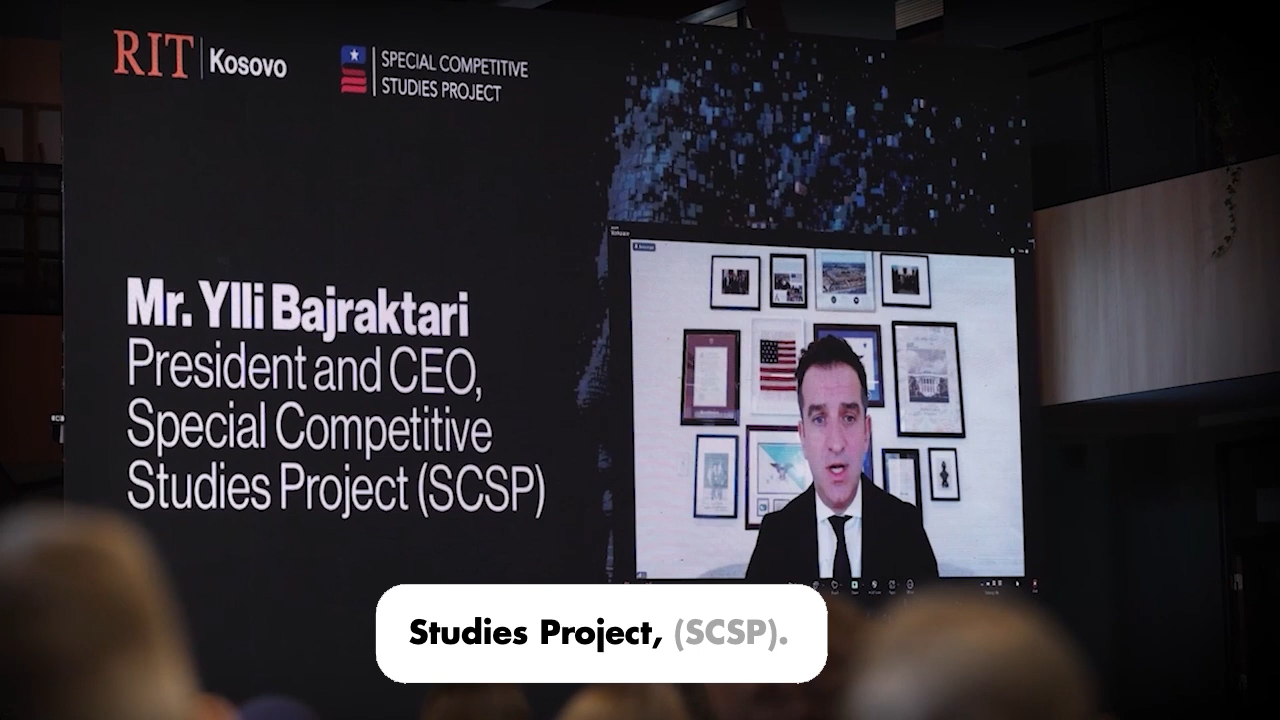 RIT | Kosovo
SPECIAL COMPETITIVE
STUDIES PROJECT
Mr. Ylli Bajraktari
President and CEO,
Special Competitive
Studies Project (SCSP)
Studies Project, (SCSP).